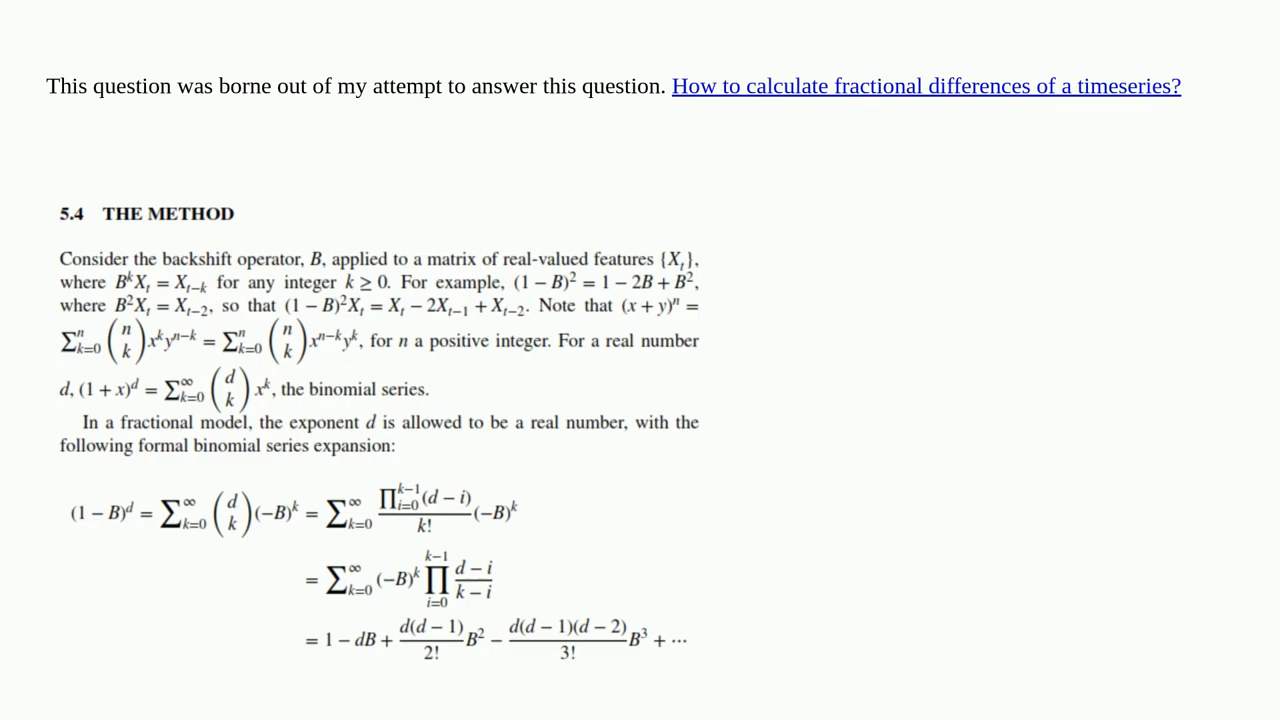 This question was borne out of my attempt to answer this question. How to calculate fractional differences of a timeseries?
5.4 THE METHOD
Consider the backshift operator, B, applied to a matrix of real-valued features {X_t},
where B^kX_t = X_{t−k} for any integer k ≥ 0. For example, (1 − B)^2 = 1 − 2B + B^2,
where B^2X_t = X_{t−2}, so that (1 − B)^2X_t = X_t − 2X_{t−1} + X_{t−2}. Note that (x + y)^n =
∑_{k=0}^{n} (n k) x^k y^{n−k} = ∑_{k=0}^{n} (n k) x^{n−k} y^k, for n a positive integer. For a real number
d, (1 + x)^d = ∑_{k=0}^{∞} (d k) x^k, the binomial series.
In a fractional model, the exponent d is allowed to be a real number, with the
following formal binomial series expansion:
(1 − B)^d = ∑_{k=0}^{∞} (d k) (−B)^k = ∑_{k=0}^{∞} ∏_{i=0}^{k−1}(d − i) / k! (−B)^k
= ∑_{k=0}^{∞} (−B)^k ∏_{i=0}^{k−1} (d − i)/(k − i)
= 1 − dB + d(d − 1)/2! B^2 − d(d − 1)(d − 2)/3! B^3 + ⋯